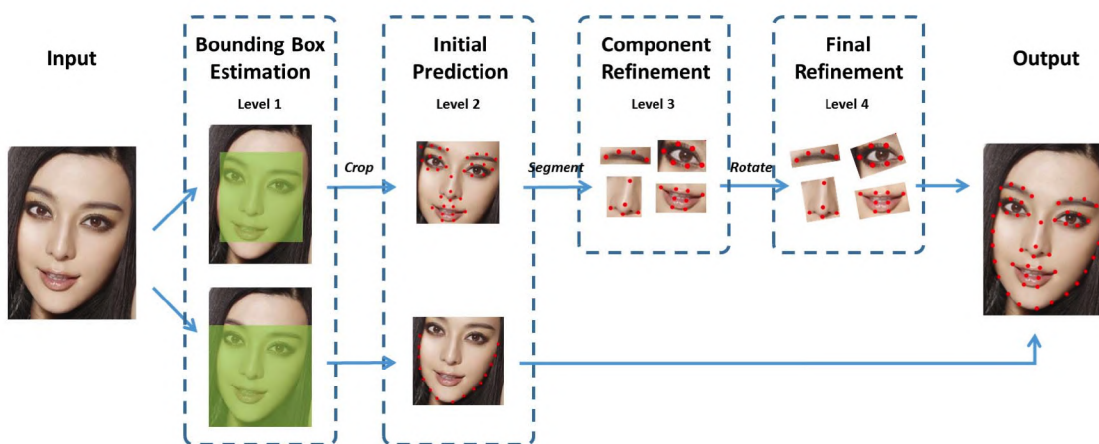 Input
Bounding Box
Estimation
Level 1
Crop
Initial
Prediction
Level 2
Segment
Component
Refinement
Level 3
Rotate
Final
Refinement
Level 4
Output